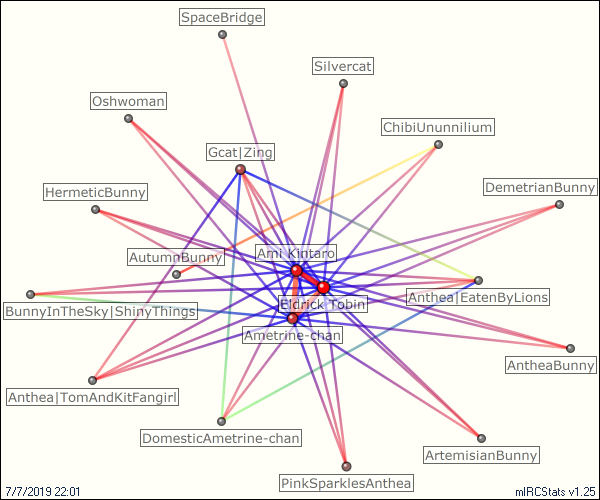 SpaceBridge
Silvercat
Oshwoman
ChibiUnunnilium
Gcat|Zing
HermeticBunny
DemetrianBunny
AutumnBunny
Ami Kintaro
Anthea|EatenByLions
Eldrick Tobin
BunnyInTheSky|ShinyThings
Ametrine-chan
AntheaBunny
Anthea|TomAndKitFangirl
DomesticAmetrine-chan
ArtemisianBunny
PinkSparklesAnthea
7/7/2019 22:01
mIRCStats v1.25